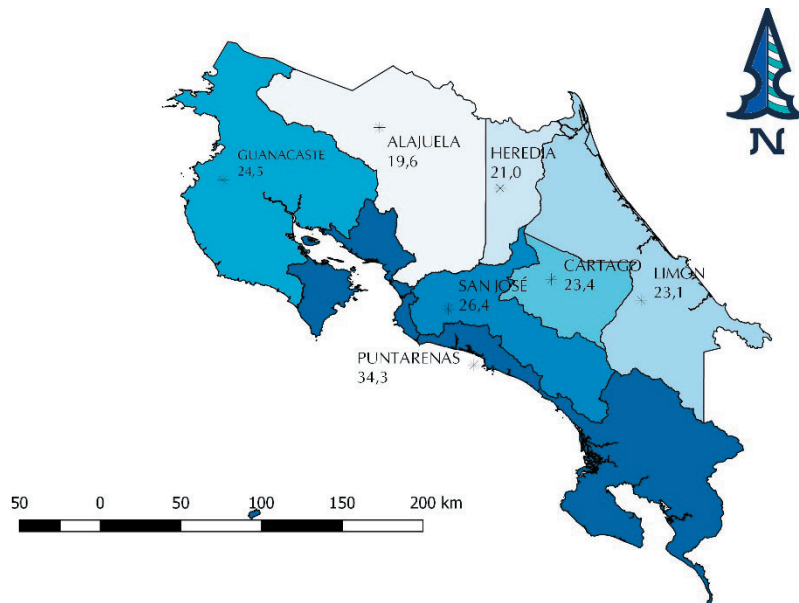 N
ALAJUELA
19,6
HEREDIA
21,0
GUANACASTE
24,5
CARTAGO
23,4
LIMÓN
23,1
SAN JOSÉ
26,4
PUNTARENAS
34,3
50 0 50 100 150 200 km